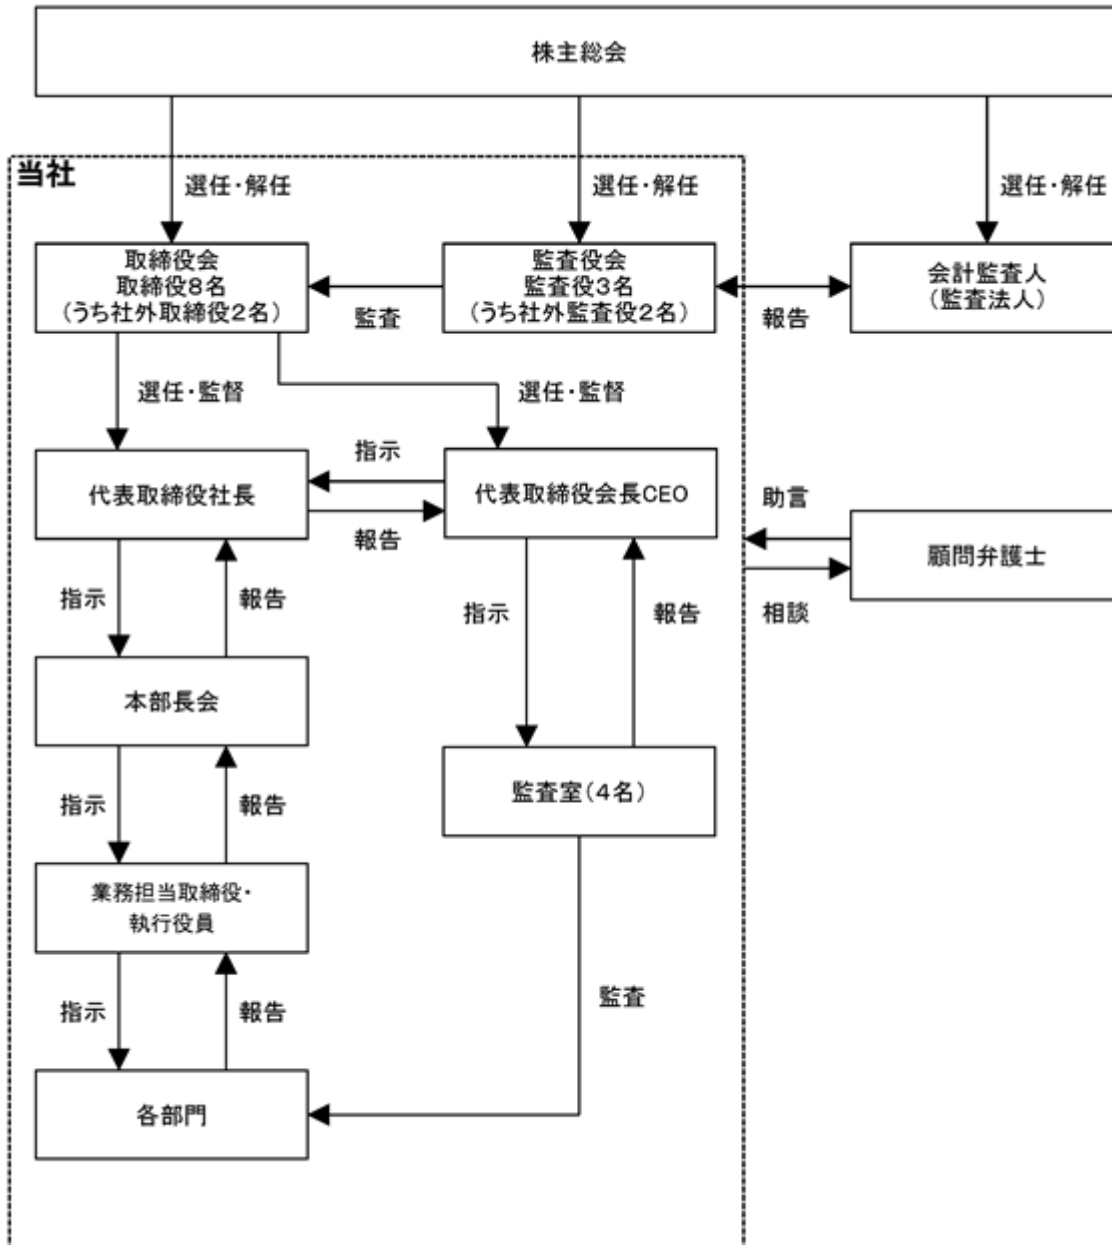 株主総会
当社
選任・解任
選任・解任
選任・解任
取締役会
取締役8名
(うち社外取締役2名)
監査
監査役会
監査役3名
(うち社外監査役2名)
報告
会計監査人
(監査法人)
選任・監督
選任・監督
代表取締役社長
指示
報告
代表取締役会長CEO
助言
相談
顧問弁護士
指示
報告
指示
報告
本部長会
監査室(4名)
指示
報告
業務担当取締役・
執行役員
指示
報告
監査
各部門